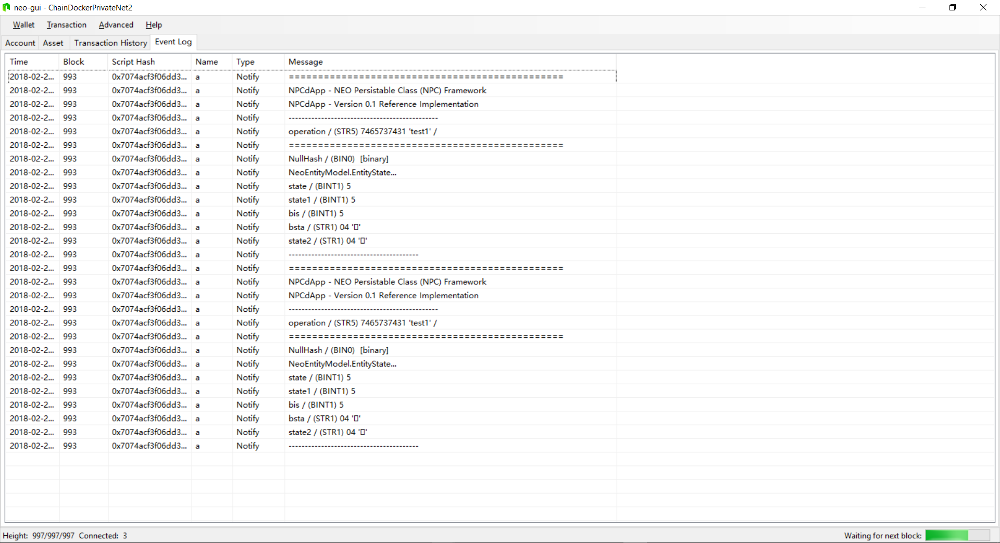 neo-gui - ChainDockerPrivateNet2
Wallet Transaction Advanced Help
Account Asset Transaction History Event Log
Time Block Script Hash Name Type Message
2018-02-2... 993 0x7074acf3f06dd3... a Notify ===============================================
2018-02-2... 993 0x7074acf3f06dd3... a Notify NPCdApp - NEO Persistable Class (NPC) Framework
2018-02-2... 993 0x7074acf3f06dd3... a Notify NPCdApp - Version 0.1 Reference Implementation
2018-02-2... 993 0x7074acf3f06dd3... a Notify ----------------------------------------------
2018-02-2... 993 0x7074acf3f06dd3... a Notify operation / (STR5) 7465737431 'test1' /
2018-02-2... 993 0x7074acf3f06dd3... a Notify ===============================================
2018-02-2... 993 0x7074acf3f06dd3... a Notify NullHash / (BIN0)  [binary]
2018-02-2... 993 0x7074acf3f06dd3... a Notify NeoEntityModel.EntityState...
2018-02-2... 993 0x7074acf3f06dd3... a Notify state / (BINT1) 5
2018-02-2... 993 0x7074acf3f06dd3... a Notify state1 / (BINT1) 5
2018-02-2... 993 0x7074acf3f06dd3... a Notify bis / (BINT1) 5
2018-02-2... 993 0x7074acf3f06dd3... a Notify bsta / (STR1) 04 '▯'
2018-02-2... 993 0x7074acf3f06dd3... a Notify state2 / (STR1) 04 '▯'
2018-02-2... 993 0x7074acf3f06dd3... a Notify ----------------------------------------
2018-02-2... 993 0x7074acf3f06dd3... a Notify ===============================================
2018-02-2... 993 0x7074acf3f06dd3... a Notify NPCdApp - NEO Persistable Class (NPC) Framework
2018-02-2... 993 0x7074acf3f06dd3... a Notify NPCdApp - Version 0.1 Reference Implementation
2018-02-2... 993 0x7074acf3f06dd3... a Notify ----------------------------------------------
2018-02-2... 993 0x7074acf3f06dd3... a Notify operation / (STR5) 7465737431 'test1' /
2018-02-2... 993 0x7074acf3f06dd3... a Notify ===============================================
2018-02-2... 993 0x7074acf3f06dd3... a Notify NullHash / (BIN0)  [binary]
2018-02-2... 993 0x7074acf3f06dd3... a Notify NeoEntityModel.EntityState...
2018-02-2... 993 0x7074acf3f06dd3... a Notify state / (BINT1) 5
2018-02-2... 993 0x7074acf3f06dd3... a Notify state1 / (BINT1) 5
2018-02-2... 993 0x7074acf3f06dd3... a Notify bis / (BINT1) 5
2018-02-2... 993 0x7074acf3f06dd3... a Notify bsta / (STR1) 04 '▯'
2018-02-2... 993 0x7074acf3f06dd3... a Notify state2 / (STR1) 04 '▯'
2018-02-2... 993 0x7074acf3f06dd3... a Notify ----------------------------------------
Height: 997/997/997 Connected: 3 Waiting for next block: